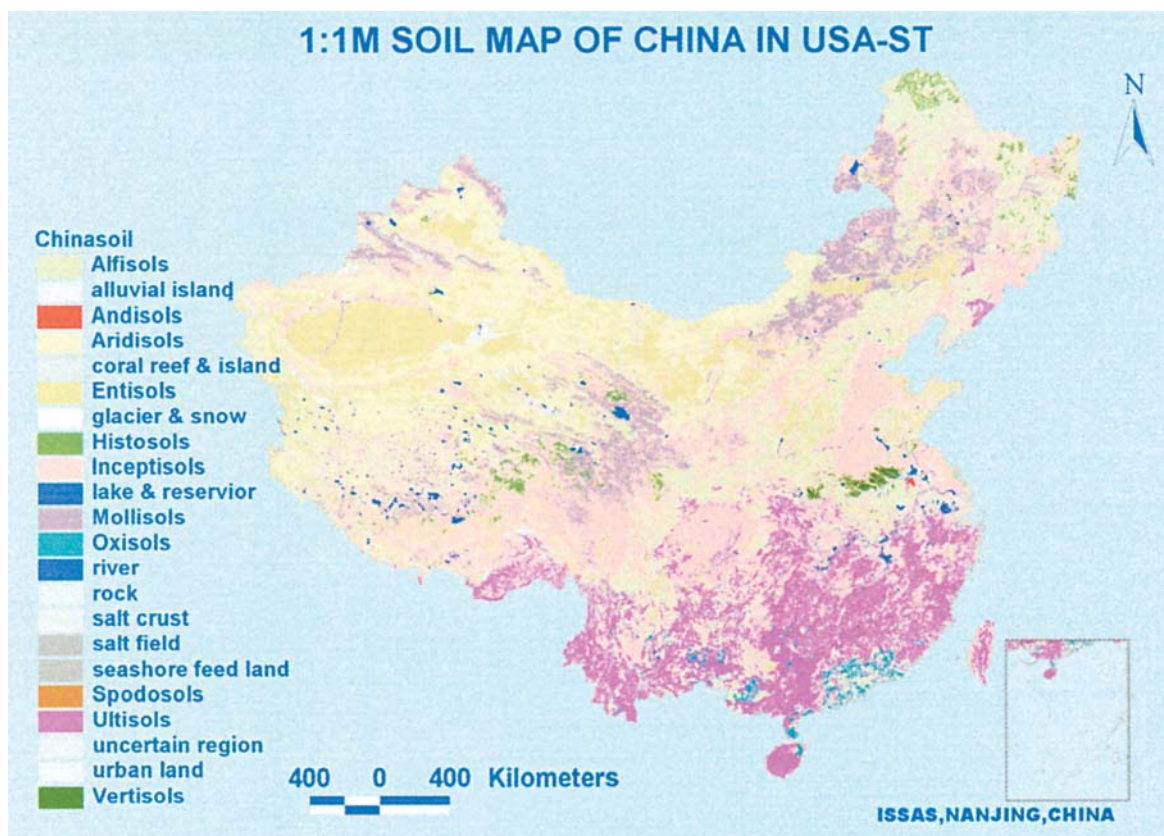 1:1M SOIL MAP OF CHINA IN USA-ST
N
Chinasoil
Alfisols
alluvial island
Andisols
Aridisols
coral reef & island
Entisols
glacier & snow
Histosols
Inceptisols
lake & reservior
Mollisols
Oxisols
river
rock
salt crust
salt field
seashore feed land
Spodosols
Ultisols
uncertain region
urban land
Vertisols
400 0 400 Kilometers
ISSAS,NANJING,CHINA